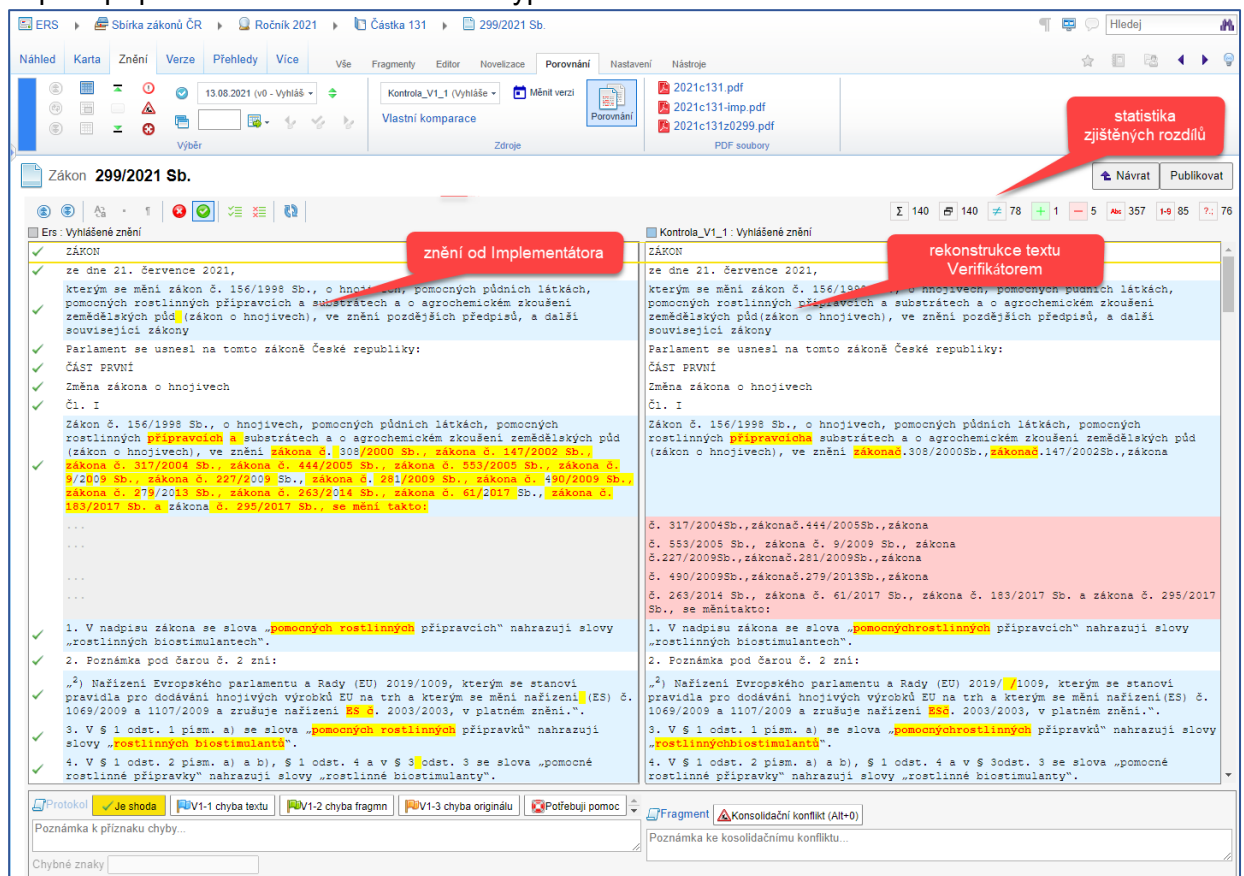 ERS Sbírka zákonů ČR Ročník 2021 Částka 131 299/2021 Sb. Hledej
Náhled Karta Znění Verze Přehledy Více Vše Fragmenty Editor Novelizace Porovnání Nastavení Nástroje
13.08.2021 (v0 - Vyhláš Kontrola_V1_1 (Vyhláše Měnit verzi 2021c131.pdf
Vlastní komparace Porovnání 2021c131-imp.pdf
2021c131z0299.pdf
Výběr Zdroje PDF soubory
statistika
zjištěných rozdílů
Zákon 299/2021 Sb. Návrat Publikovat
Σ 140 140 ≠ 78 + 1 − 5 Abc 357 1-9 85 ?.; 76
Ers : Vyhlášené znění Kontrola_V1_1 : Vyhlášené znění
znění od Implementátora
rekonstrukce textu
Verifikátorem
ZÁKON
ze dne 21. července 2021,
kterým se mění zákon č. 156/1998 Sb., o hnojivech, pomocných půdních látkách,
pomocných rostlinných přípravcích a substrátech a o agrochemickém zkoušení
zemědělských půd (zákon o hnojivech), ve znění pozdějších předpisů, a další
související zákony
Parlament se usnesl na tomto zákoně České republiky:
ČÁST PRVNÍ
Změna zákona o hnojivech
Čl. I
Zákon č. 156/1998 Sb., o hnojivech, pomocných půdních látkách, pomocných
rostlinných přípravcích a substrátech a o agrochemickém zkoušení zemědělských půd
(zákon o hnojivech), ve znění zákona č. 308/2000 Sb., zákona č. 147/2002 Sb.,
zákona č. 317/2004 Sb., zákona č. 444/2005 Sb., zákona č. 553/2005 Sb., zákona č.
9/2009 Sb., zákona č. 227/2009 Sb., zákona č. 281/2009 Sb., zákona č. 490/2009 Sb.,
zákona č. 279/2013 Sb., zákona č. 263/2014 Sb., zákona č. 61/2017 Sb., zákona č.
183/2017 Sb. a zákona č. 295/2017 Sb., se mění takto:
...
...
...
...
1. V nadpisu zákona se slova „pomocných rostlinných přípravcích" nahrazují slovy
„rostlinných biostimulantech".
2. Poznámka pod čarou č. 2 zní:
„²) Nařízení Evropského parlamentu a Rady (EU) 2019/1009, kterým se stanoví
pravidla pro dodávání hnojivých výrobků EU na trh a kterým se mění nařízení (ES) č.
1069/2009 a 1107/2009 a zrušuje nařízení ES č. 2003/2003, v platném znění.".
3. V § 1 odst. 1 písm. a) se slova „pomocných rostlinných přípravků" nahrazují
slovy „rostlinných biostimulantů".
4. V § 1 odst. 2 písm. a) a b), § 1 odst. 4 a v § 3 odst. 3 se slova „pomocné
rostlinné přípravky" nahrazují slovy „rostlinné biostimulanty".
ZÁKON
ze dne 21. července 2021,
kterým se mění zákon č. 156/1998 Sb., o hnojivech, pomocných půdních látkách,
pomocných rostlinných přípravcích a substrátech a o agrochemickém zkoušení
zemědělských půd(zákon o hnojivech), ve znění pozdějších předpisů, a další
související zákony
Parlament se usnesl na tomto zákoně České republiky:
ČÁST PRVNÍ
Změna zákona o hnojivech
Čl. I
Zákon č. 156/1998 Sb., o hnojivech, pomocných půdních látkách, pomocných
rostlinných přípravcícha substrátech a o agrochemickém zkoušení zemědělských půd
(zákon o hnojivech), ve znění zákonač.308/2000Sb.,zákonač.147/2002Sb.,zákona
č. 317/2004Sb.,zákonač.444/2005Sb.,zákona
č. 553/2005 Sb., zákona č. 9/2009 Sb., zákona
č.227/2009Sb.,zákonač.281/2009Sb.,zákona
č. 490/2009Sb.,zákonač.279/2013Sb.,zákona
č. 263/2014 Sb., zákona č. 61/2017 Sb., zákona č. 183/2017 Sb. a zákona č. 295/2017
Sb., se měnítakto:
1. V nadpisu zákona se slova „pomocnýchrostlinných přípravcích" nahrazují slovy
„rostlinných biostimulantech".
2. Poznámka pod čarou č. 2 zní:
„²) Nařízení Evropského parlamentu a Rady (EU) 2019/ /1009, kterým se stanoví
pravidla pro dodávání hnojivých výrobků EU na trh a kterým se mění nařízení(ES) č.
1069/2009 a 1107/2009 a zrušuje nařízení ESč. 2003/2003, v platném znění.".
3. V § 1 odst. 1 písm. a) se slova „pomocnýchrostlinných přípravků" nahrazují slovy
„rostlinnýchbiostimulantů".
4. V § 1 odst. 2 písm. a) a b), § 1 odst. 4 a v § 3odst. 3 se slova „pomocné
rostlinné přípravky" nahrazují slovy „rostlinné biostimulanty".
Protokol Je shoda V1-1 chyba textu V1-2 chyba fragmn V1-3 chyba originálu Potřebuji pomoc
Poznámka k příznaku chyby...
Chybné znaky
Fragment Konsolidační konflikt (Alt+0)
Poznámka ke kosolidačnímu konfliktu...